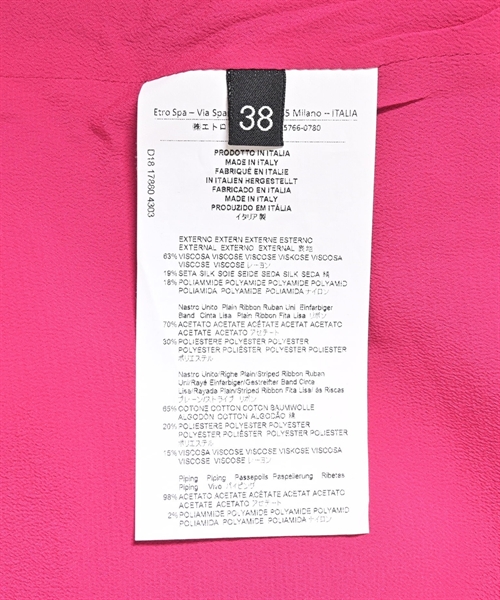 Etro Spa – Via Spa 5 Milano – ITALIA
38
㈱エトロ 5766-0780
D18 17860 4303
PRODOTTO IN ITALIA
MADE IN ITALY
FABRIQUÉ EN ITALIE
IN ITALIEN HERGESTELLT
FABRICADO EN ITALIA
MADE IN ITALY
PRODUZIDO EM ITÁLIA
イタリア製
EXTERNO EXTERN EXTERNE ESTERNO
EXTERNAL EXTERNO EXTERNAL 表地
63% VISCOSA VISCOSE VISCOSE VISKOSE VISCOSA
VISCOSE VISCOSE レーヨン
19% SETA SILK SOIE SEIDE SEDA SILK SEDA 絹
18% POLIAMMIDE POLYAMIDE POLYAMIDE POLYAMID
POLIAMIDA POLYAMIDE POLIAMIDA ナイロン
Nastro Unito Plain Ribbon Ruban Uni Einfarbiger
Band Cinta Lisa Plain Ribbon Fita Lisa リボン
70% ACETATO ACETATE ACÉTATE ACETAT ACETATO
ACETATE ACETATO アセテート
30% POLIESTERE POLYESTER POLYESTER
POLYESTER POLIÉSTER POLYESTER POLIÉSTER
ポリエステル
Nastro Unito/Righe Plain/Striped Ribbon Ruban
Uni/Rayé Einfarbiger/Gestreifter Band Cinta
Lisa/Rayada Plain/Striped Ribbon Fita Lisa/ às Riscas
プレーン/ストライプ リボン
65% COTONE COTTON COTON BAUMWOLLE
ALGODÓN COTTON ALGODÃO 綿
20% POLIESTERE POLYESTER POLYESTER
POLYESTER POLIÉSTER POLYESTER POLIÉSTER
ポリエステル
15% VISCOSA VISCOSE VISCOSE VISKOSE VISCOSA
VISCOSE VISCOSE レーヨン
Piping Piping Passepoils Paspelierung Ribetes
Piping Vivo パイピング
98% ACETATO ACETATE ACÉTATE ACETAT ACETATO
ACETATE ACETATO アセテート
2% POLIAMMIDE POLYAMIDE POLYAMIDE POLYAMID
POLIAMIDA POLYAMIDE POLIAMIDA ナイロン